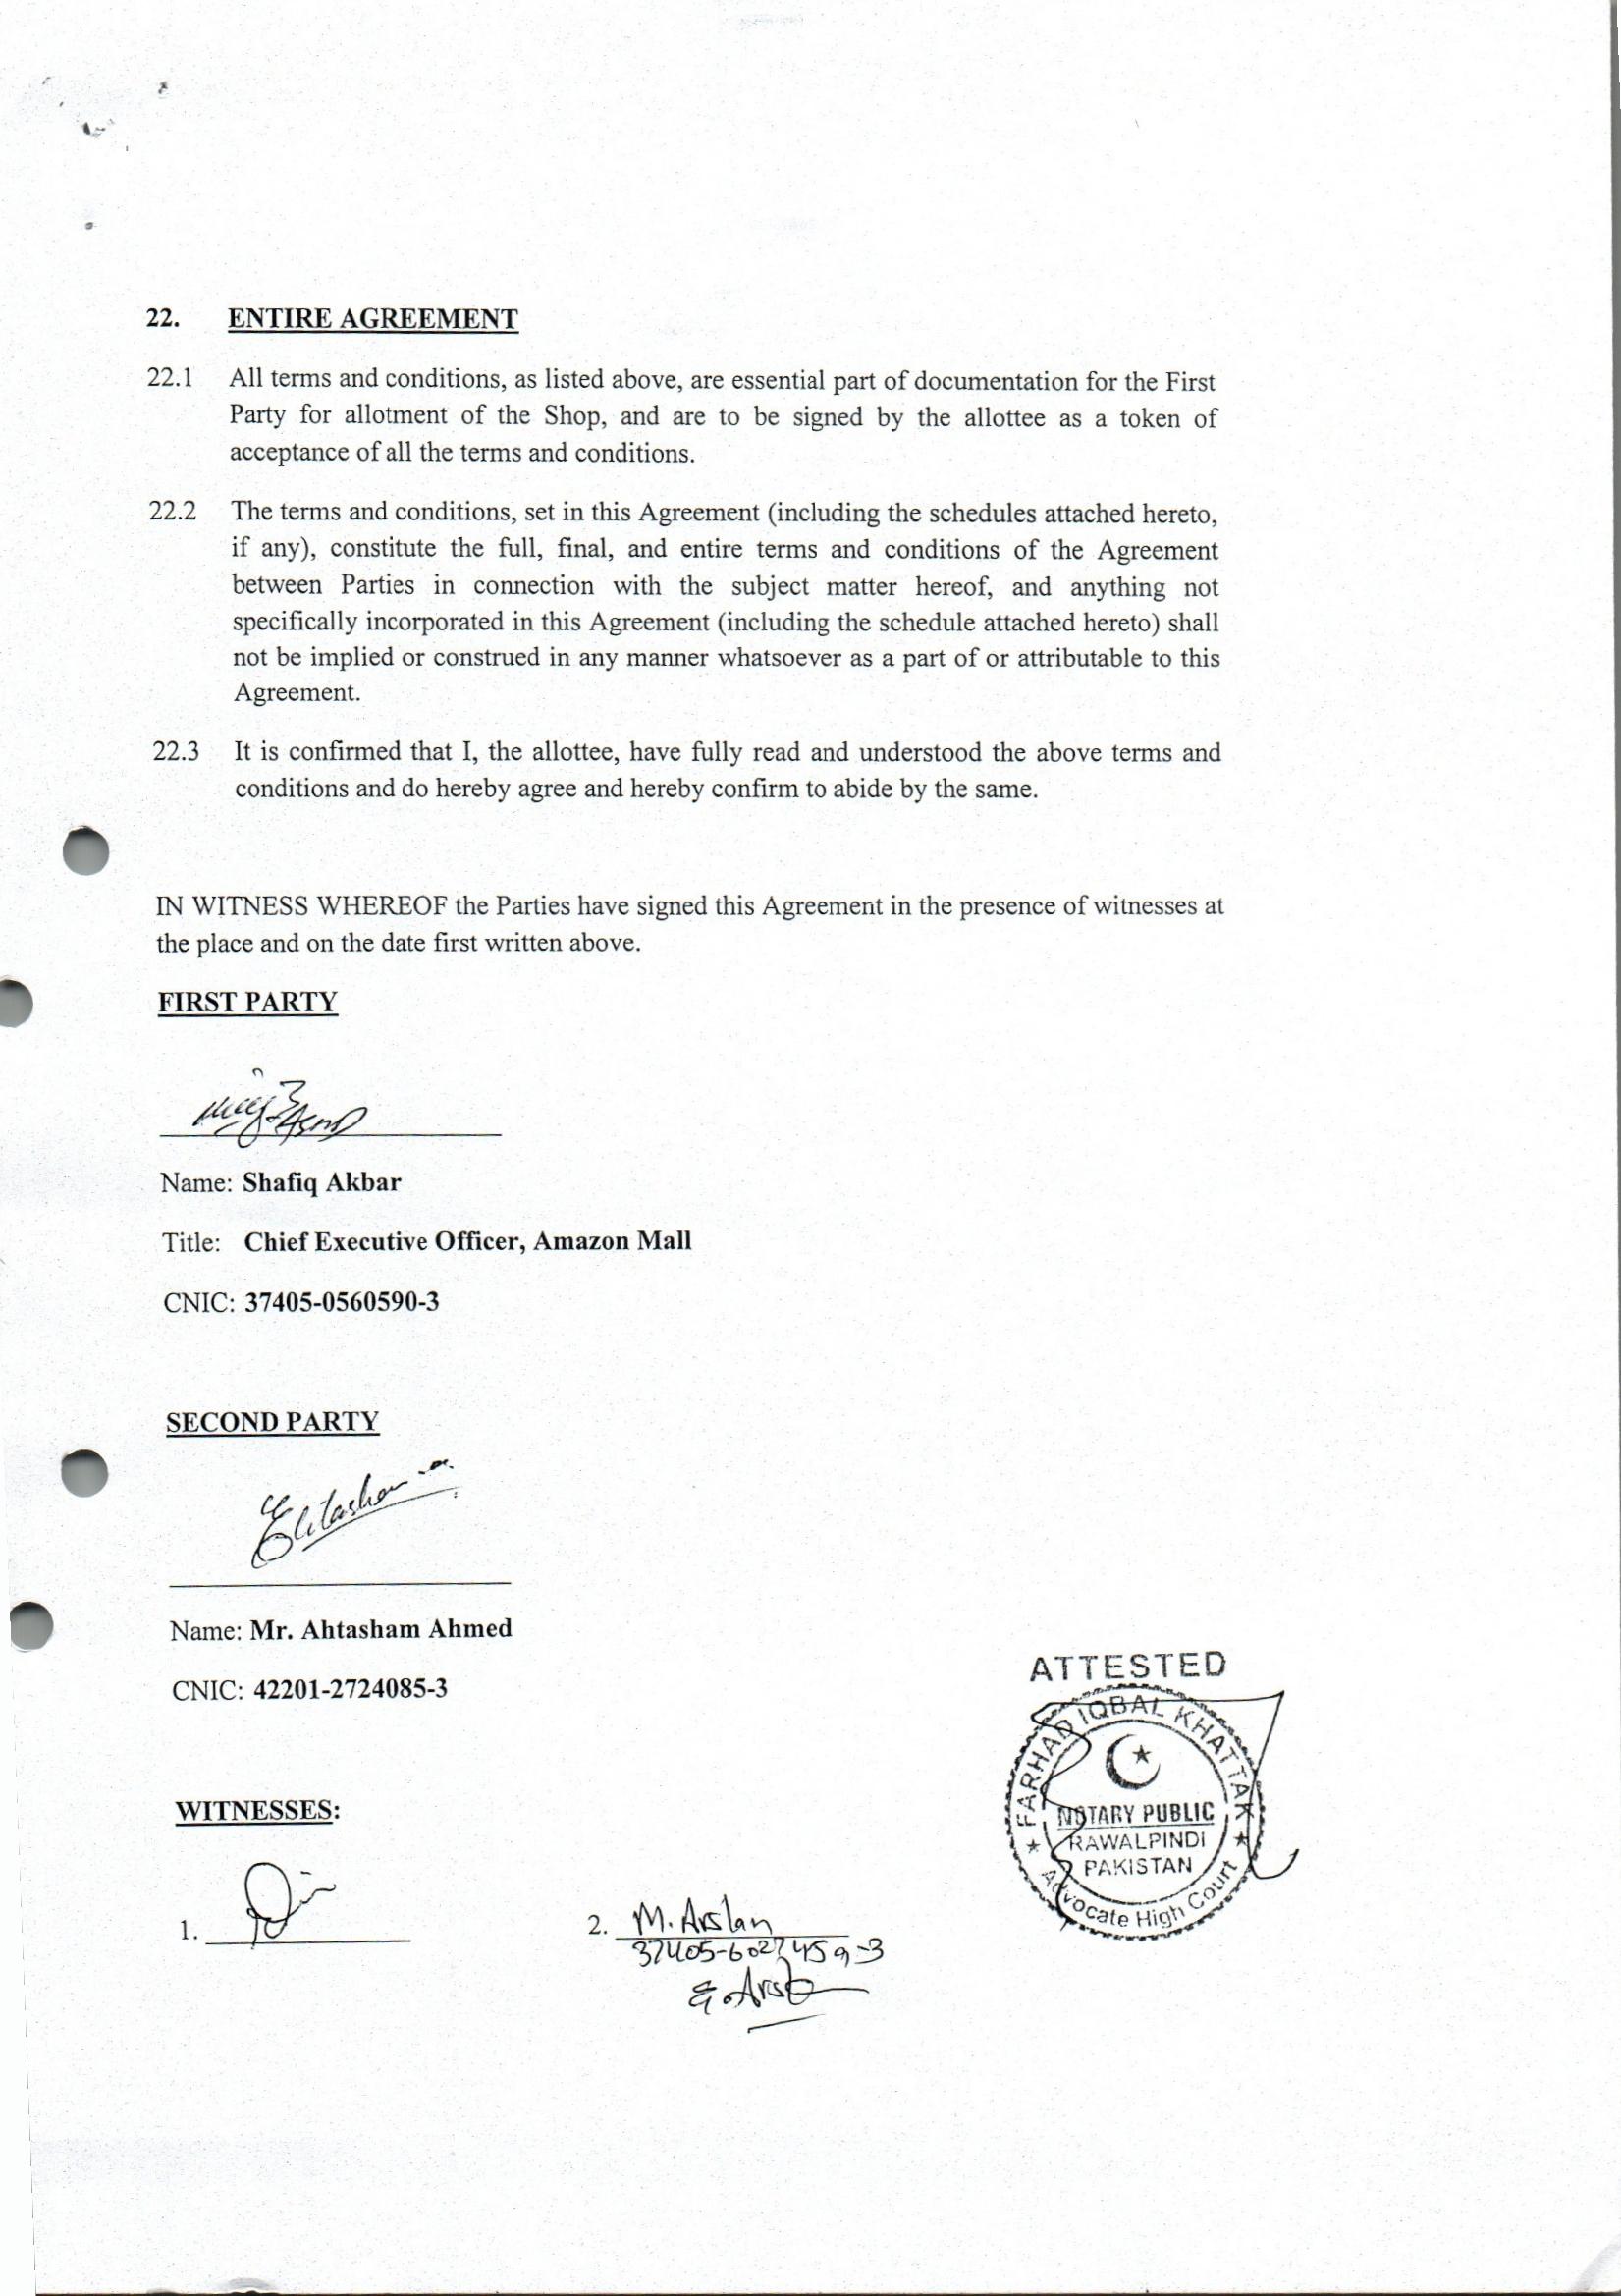 22. ENTIRE AGREEMENT
22.1 All terms and conditions, as listed above, are essential part of documentation for the First
Party for allotment of the Shop, and are to be signed by the allottee as a token of
acceptance of all the terms and conditions.
22.2 The terms and conditions, set in this Agreement (including the schedules attached hereto,
if any), constitute the full, final, and entire terms and conditions of the Agreement
between Parties in connection with the subject matter hereof, and anything not
specifically incorporated in this Agreement (including the schedule attached hereto) shall
not be implied or construed in any manner whatsoever as a part of or attributable to this
Agreement.
22.3 It is confirmed that I, the allottee, have fully read and understood the above terms and
conditions and do hereby agree and hereby confirm to abide by the same.
IN WITNESS WHEREOF the Parties have signed this Agreement in the presence of witnesses at
the place and on the date first written above.
FIRST PARTY
Name: Shafiq Akbar
Title: Chief Executive Officer, Amazon Mall
CNIC: 37405-0560590-3
SECOND PARTY
Name: Mr. Ahtasham Ahmed
CNIC: 42201-2724085-3
ATTESTED
FARHAD IQBAL KHATTAK
NOTARY PUBLIC
RAWALPINDI
PAKISTAN
Advocate High Court
WITNESSES:
1.
2. M. Arslan